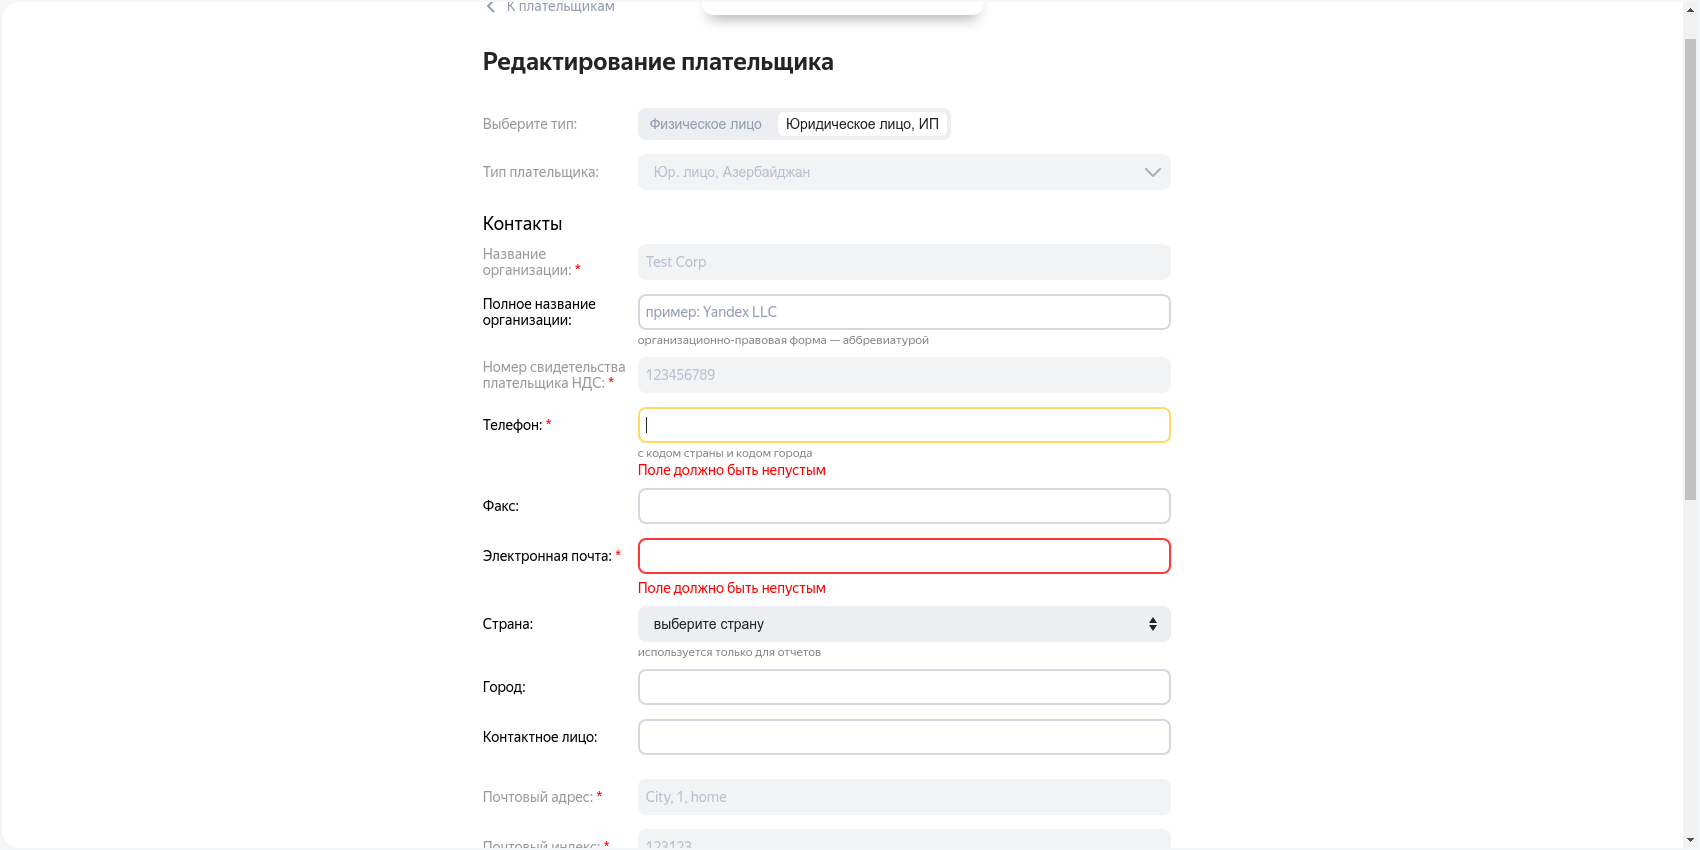 К плательщикам
Редактирование плательщика
Выберите тип:
Физическое лицо
Юридическое лицо, ИП
Тип плательщика:
Юр. лицо, Азербайджан
Контакты
Название
организации: *
Test Corp
Полное название
организации:
пример: Yandex LLC
организационно-правовая форма — аббревиатурой
Номер свидетельства
плательщика НДС: *
123456789
Телефон: *
с кодом страны и кодом города
Поле должно быть непустым
Факс:
Электронная почта: *
Поле должно быть непустым
Страна:
выберите страну
используется только для отчетов
Город:
Контактное лицо:
Почтовый адрес: *
City, 1, home
Почтовый индекс: *
123123